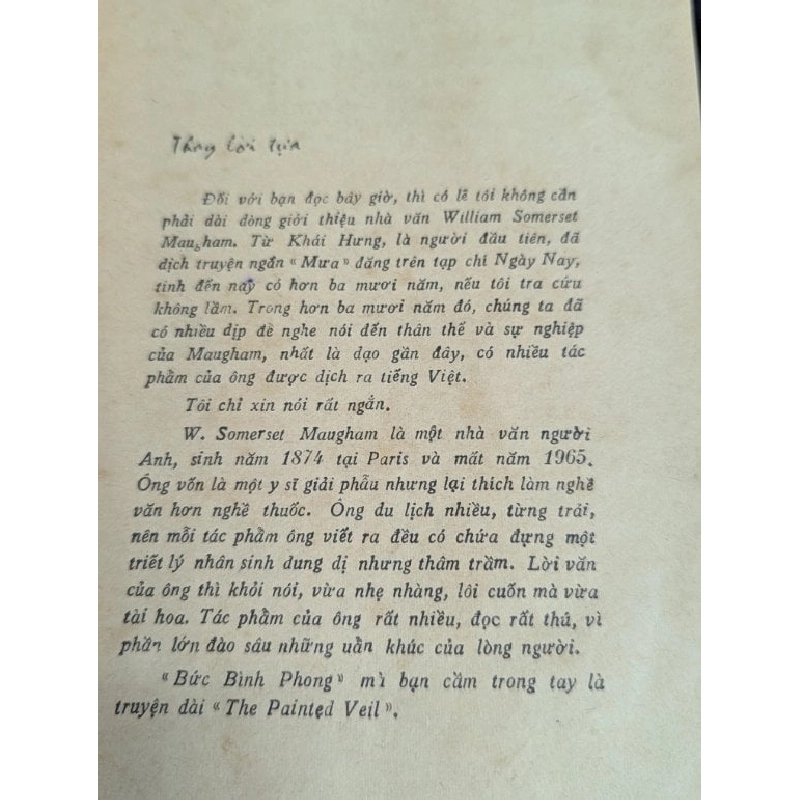 Thay lời tựa
Đối với bạn đọc bây giờ, thì có lẽ tôi không cần
phải dài dòng giới thiệu nhà văn William Somerset
Maugham. Từ Khái Hưng, là người đầu tiên, đã
dịch truyện ngắn « Mưa » đăng trên tạp chí Ngày Nay,
tính đến nay có hơn ba mươi năm, nếu tôi tra cứu
không lầm. Trong hơn ba mươi năm đó, chúng ta đã
có nhiều dịp để nghe nói đến thân thế và sự nghiệp
của Maugham, nhất là dạo gần đây, có nhiều tác
phẩm của ông được dịch ra tiếng Việt.
Tôi chỉ xin nói rất ngắn.
W. Somerset Maugham là một nhà văn người
Anh, sinh năm 1874 tại Paris và mất năm 1965.
Ông vốn là một y sĩ giải phẫu nhưng lại thích làm nghề
văn hơn nghề thuốc. Ông du lịch nhiều, từng trải,
nên mỗi tác phẩm ông viết ra đều có chứa đựng một
triết lý nhân sinh dung dị nhưng thâm trầm. Lời văn
của ông thì khỏi nói, vừa nhẹ nhàng, lôi cuốn mà vừa
tài hoa. Tác phẩm của ông rất nhiều, đọc rất thú, vì
phần lớn đào sâu những uẩn khúc của lòng người.
« Bức Bình Phong » mì bạn cầm trong tay là
truyện dài « The Painted Veil ».